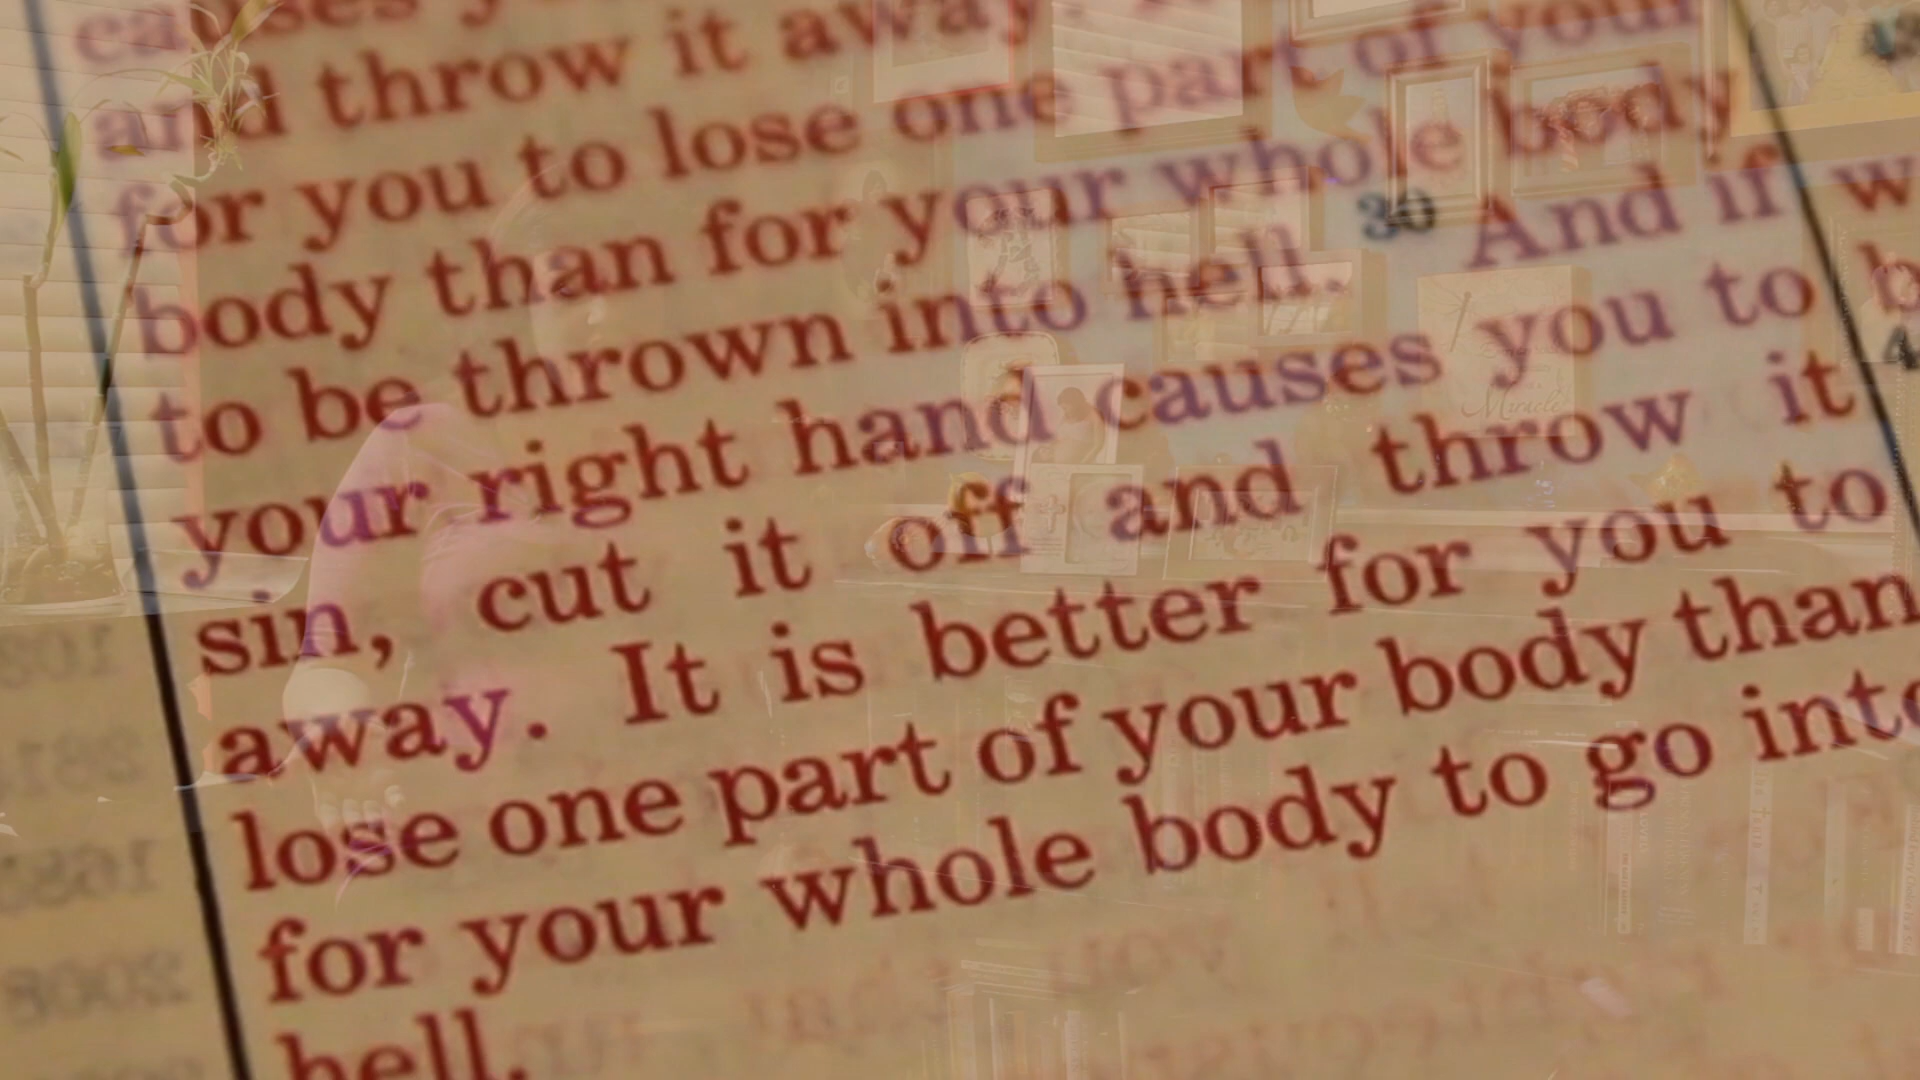 causes
and throw it away.
for you to lose one part of your
body than for your whole body
to be thrown into hell. 30 And if
your right hand causes you to
sin, cut it off and throw it
away. It is better for you to
lose one part of your body than
for your whole body to go into
hell.
Miracle